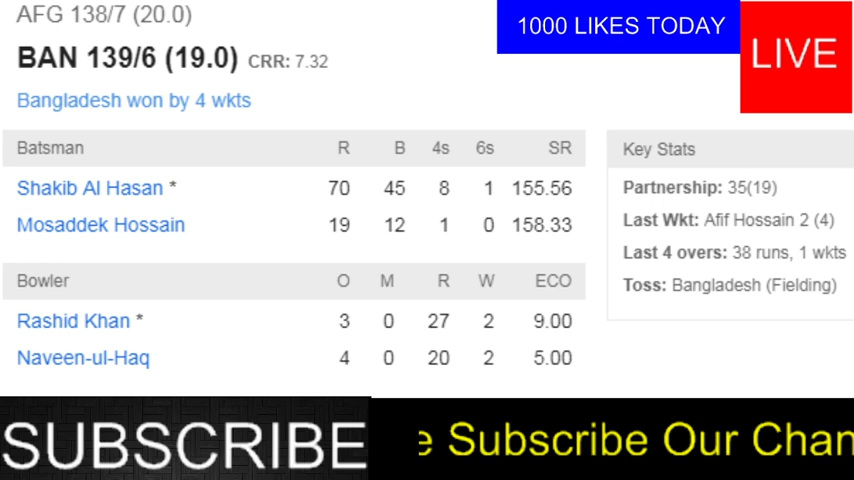 AFG 138/7 (20.0)
1000 LIKES TODAY
LIVE
BAN 139/6 (19.0) CRR: 7.32
Bangladesh won by 4 wkts
Batsman R B 4s 6s SR
Shakib Al Hasan * 70 45 8 1 155.56
Mosaddek Hossain 19 12 1 0 158.33
Bowler O M R W ECO
Rashid Khan * 3 0 27 2 9.00
Naveen-ul-Haq 4 0 20 2 5.00
Key Stats
Partnership: 35(19)
Last Wkt: Afif Hossain 2 (4)
Last 4 overs: 38 runs, 1 wkts
Toss: Bangladesh (Fielding)
SUBSCRIBE
e Subscribe Our Chan